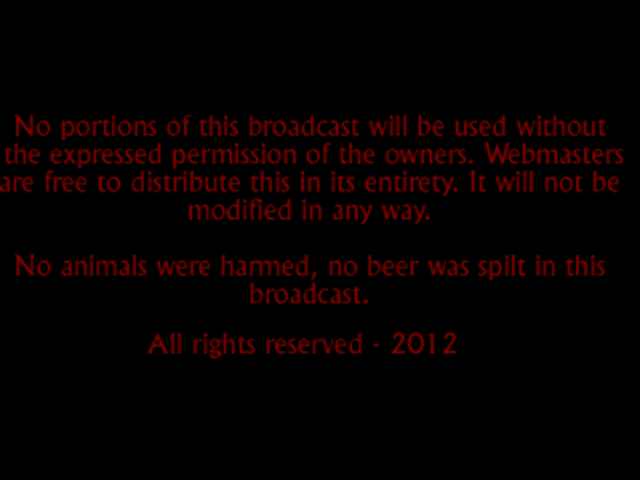 No portions of this broadcast will be used without
the expressed permission of the owners. Webmasters
are free to distribute this in its entirety. It will not be
modified in any way.
No animals were harmed, no beer was spilt in this
broadcast.
All rights reserved - 2012